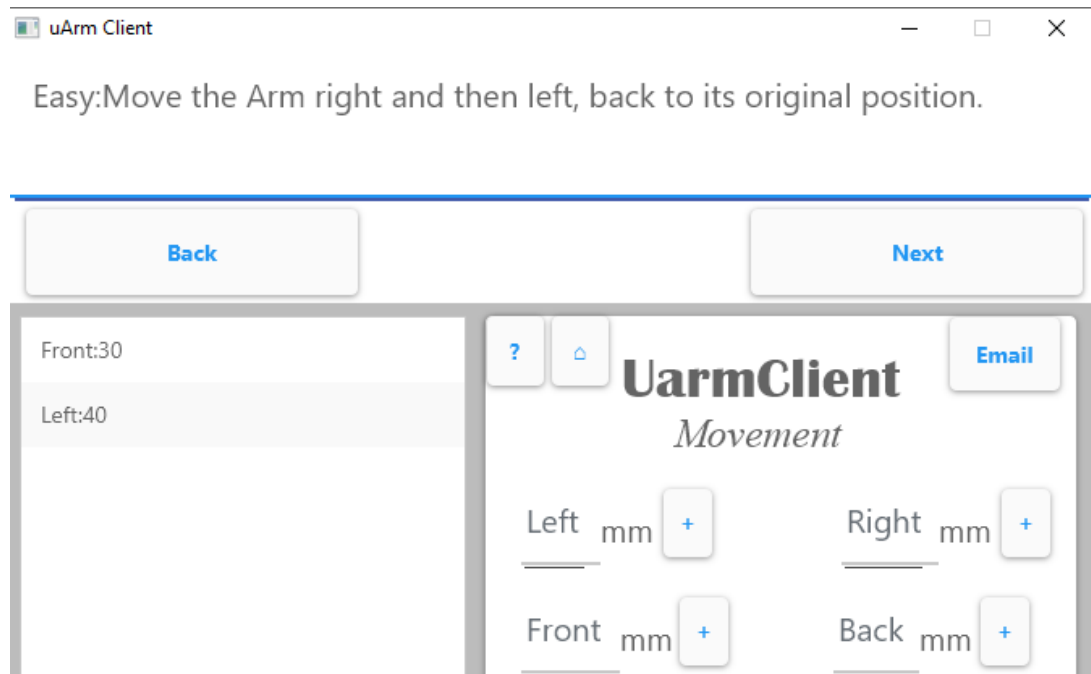 uArm Client
Easy:Move the Arm right and then left, back to its original position.
Back
Next
Front:30
Left:40
?
Email
UarmClient
Movement
Left mm +
Right mm +
Front mm +
Back mm +